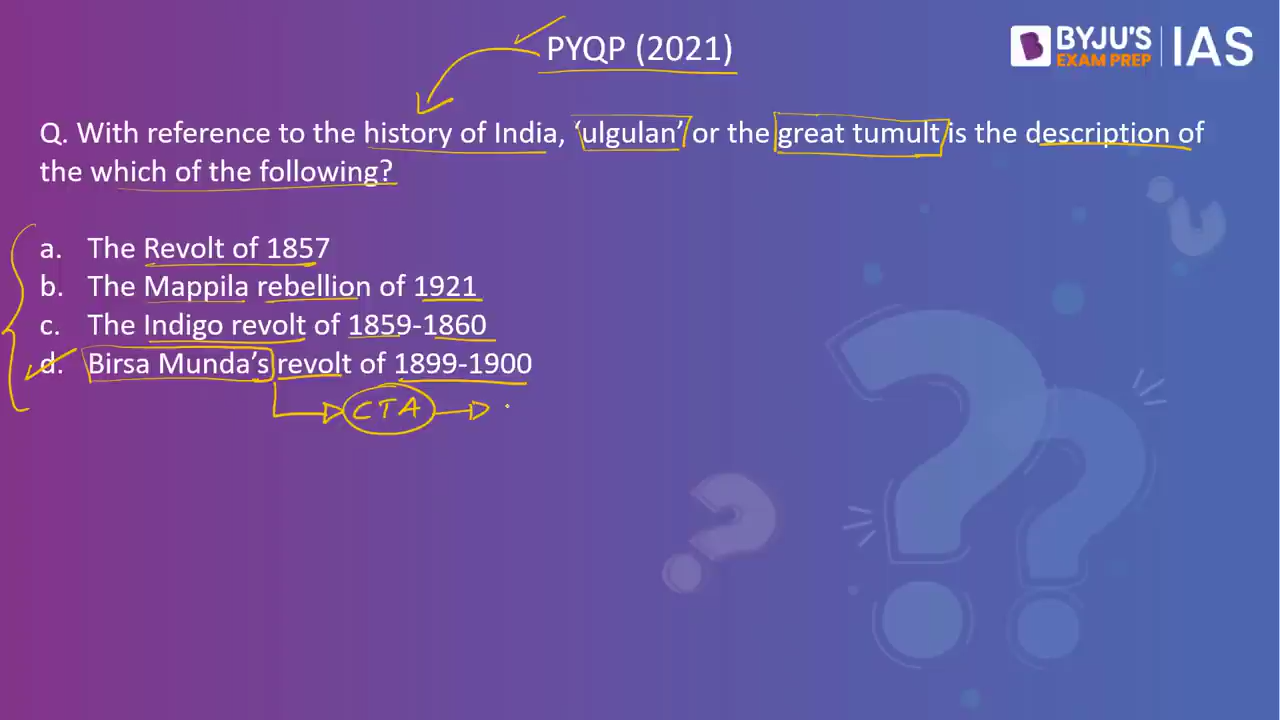 PYQP (2021)
BYJU'S
EXAM PREP
IAS
Q. With reference to the history of India, ‘ulgulan’ or the great tumult is the description of
the which of the following?
a. The Revolt of 1857
b. The Mappila rebellion of 1921
c. The Indigo revolt of 1859-1860
d. Birsa Munda’s revolt of 1899-1900
CTA